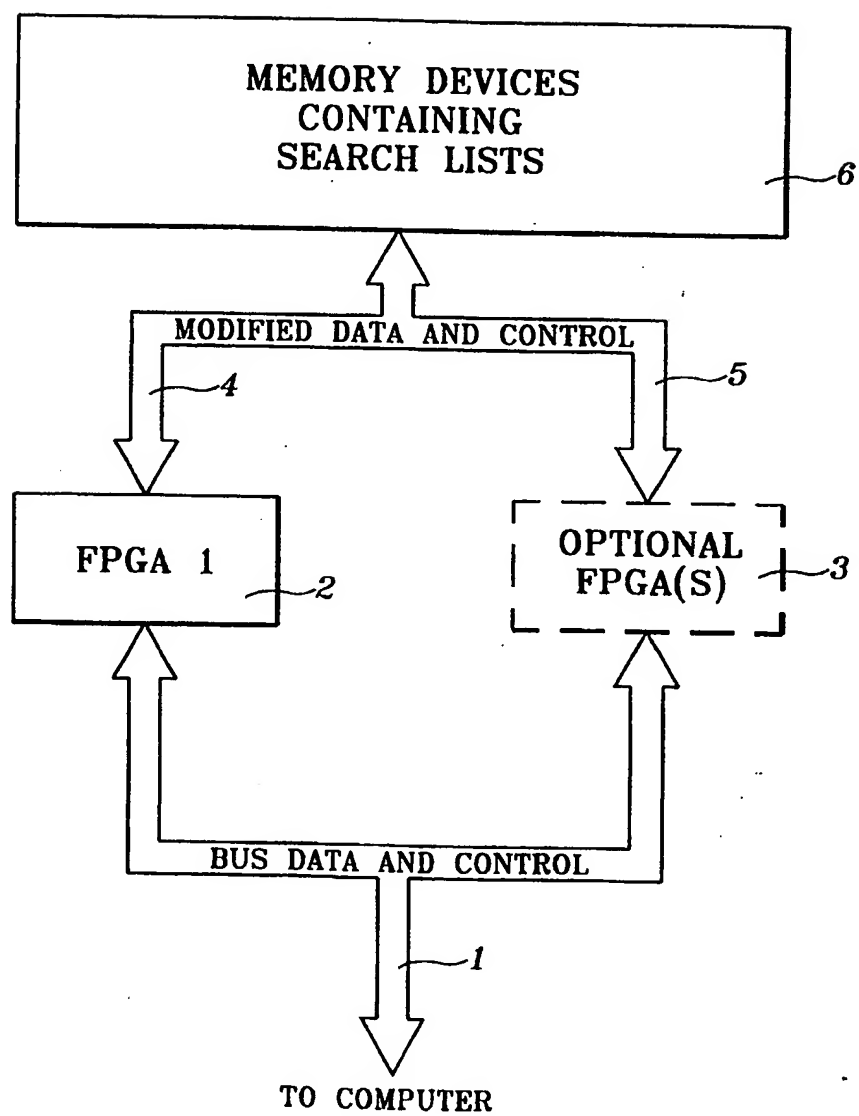 MEMORY DEVICES
CONTAINING
SEARCH LISTS
6
MODIFIED DATA AND CONTROL
4
5
FPGA 1
2
OPTIONAL
FPGA(S)
3
BUS DATA AND CONTROL
1
TO COMPUTER